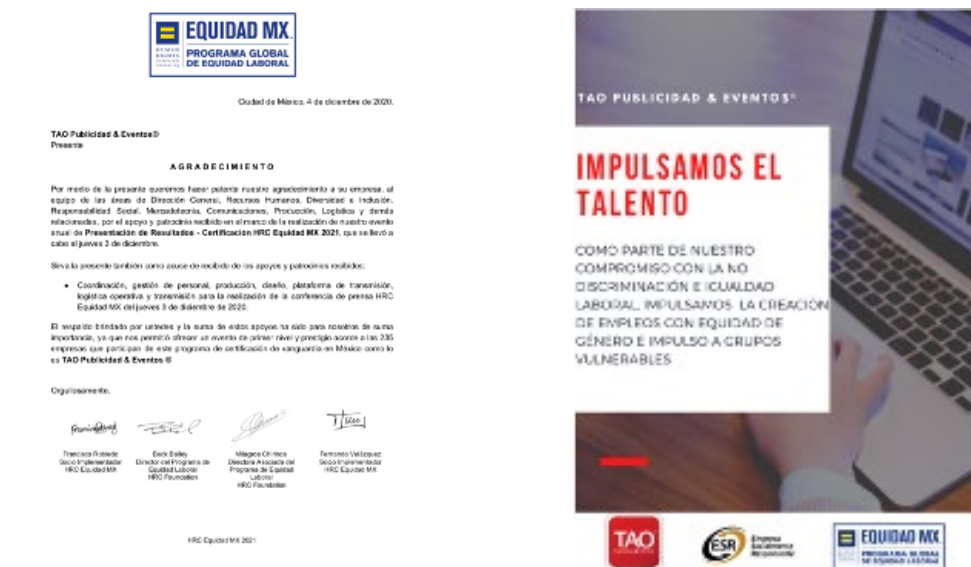 EQUIDAD MX
HUMAN
RIGHTS
PROGRAMA GLOBAL
DE EQUIDAD LABORAL
Ciudad de México, 4 de diciembre de 2020.
TAO Publicidad & Eventos®
Presente
AGRADECIMIENTO
Por medio de la presente queremos hacer patente nuestro agradecimiento a su empresa, al
equipo de las áreas de Dirección General, Recursos Humanos, Diversidad e Inclusión,
Responsabilidad Social, Mercadotecnia, Comunicaciones, Producción, Logística y demás
relacionadas, por el apoyo y patrocinio recibido en el marco de la realización de nuestro evento
anual de Presentación de Resultados - Certificación HRC Equidad MX 2021, que se llevó a
cabo el jueves 3 de diciembre.
Sirva la presente también como acuse de recibido de los apoyos y patrocinios recibidos:
• Coordinación, gestión de personal, producción, diseño, plataforma de transmisión,
logística operativa y transmisión para la realización de la conferencia de prensa HRC
Equidad MX del jueves 3 de diciembre de 2020.
El respaldo brindado por ustedes y la suma de estos apoyos ha sido para nosotros de suma
importancia, ya que nos permitió ofrecer un evento de primer nivel y prestigio acorde a las 235
empresas que participan de este programa de certificación de vanguardia en México como lo
es TAO Publicidad & Eventos ®
Orgullosamente,
Francisco Robledo
Socio Implementador
HRC Equidad MX
Beck Bailey
Director del Programa de
Equidad Laboral
HRC Foundation
Milagros Chirinos
Directora Asociada del
Programa de Equidad
Laboral
HRC Foundation
Fernando Velázquez
Socio Implementador
HRC Equidad MX
HRC Equidad MX 2021
TAO PUBLICIDAD & EVENTOS®
IMPULSAMOS EL
TALENTO
COMO PARTE DE NUESTRO
COMPROMISO CON LA NO
DISCRIMINACIÓN E IGUALDAD
LABORAL, IMPULSAMOS LA CREACIÓN
DE EMPLEOS CON EQUIDAD DE
GÉNERO E IMPULSO A GRUPOS
VULNERABLES
TAO
ESR
Empresa
Socialmente
Responsable
EQUIDAD MX
PROGRAMA GLOBAL
DE EQUIDAD LABORAL